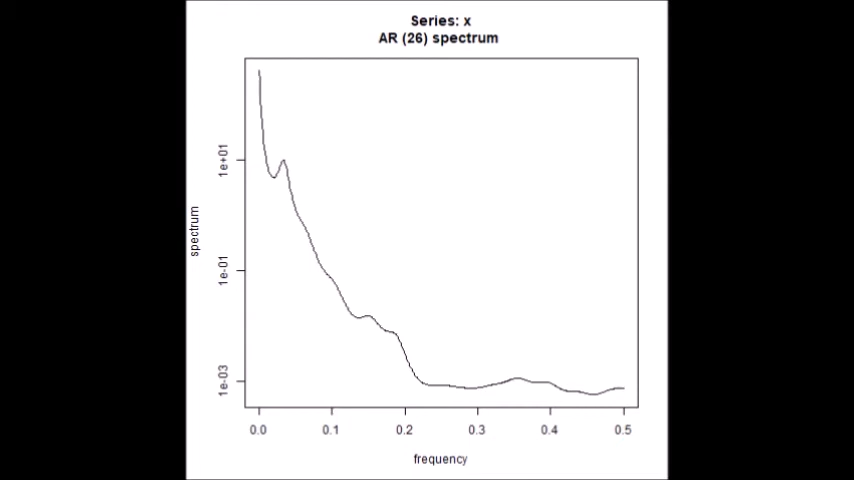 Series: x
AR (26) spectrum
1e+01
1e-01
1e-03
spectrum
0.0 0.1 0.2 0.3 0.4 0.5
frequency